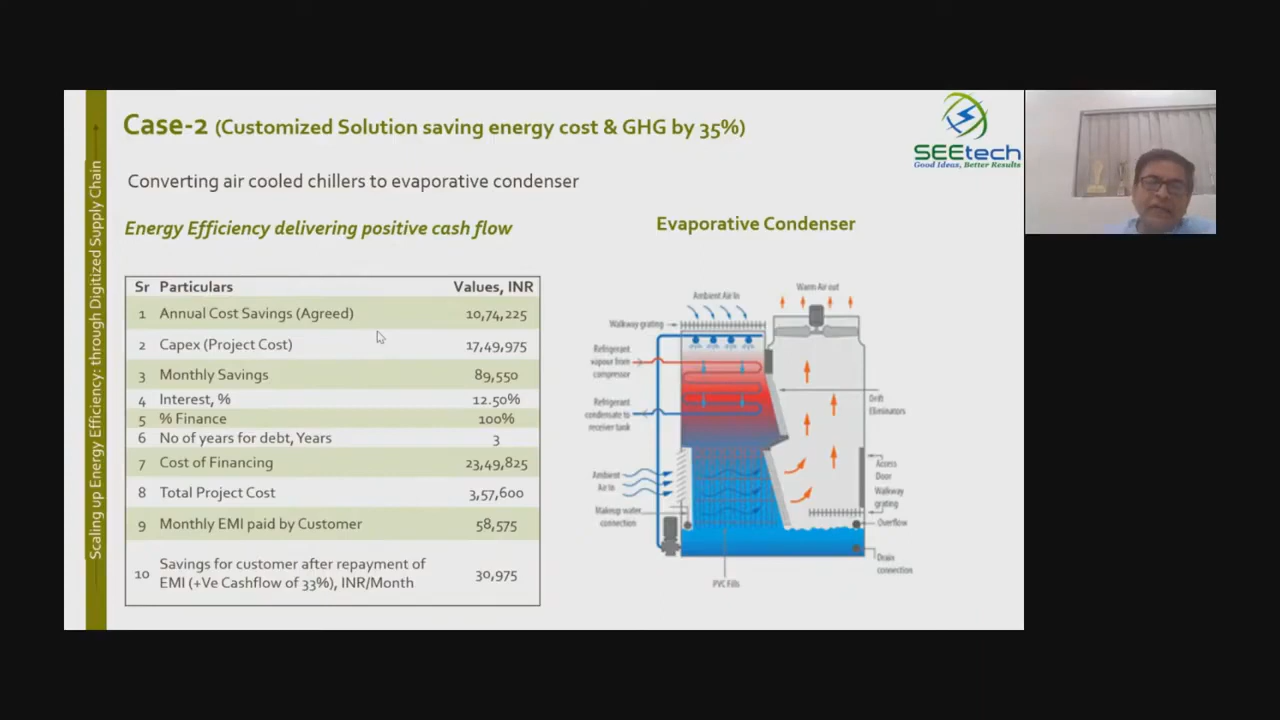 Case-2 (Customized Solution saving energy cost & GHG by 35%)
SEEtech
Good Ideas, Better Results
Scaling up Energy Efficiency: through Digitized Supply Chain
Converting air cooled chillers to evaporative condenser
Energy Efficiency delivering positive cash flow
Sr Particulars Values, INR
1 Annual Cost Savings (Agreed) 10,74,225
2 Capex (Project Cost) 17,49,975
3 Monthly Savings 89,550
4 Interest, % 12.50%
5 % Finance 100%
6 No of years for debt, Years 3
7 Cost of Financing 23,49,825
8 Total Project Cost 3,57,600
9 Monthly EMI paid by Customer 58,575
10 Savings for customer after repayment of
EMI (+Ve Cashflow of 33%), INR/Month 30,975
Evaporative Condenser
Ambient Air In
Warm Air out
Walkway grating
Refrigerant
vapour from
compressor
Refrigerant
condensate to
receiver tank
Drift
Eliminators
Ambient
Air In
Access
Door
Walkway
grating
Makeup water
connection
Overflow
Drain
connection
PVC Fills